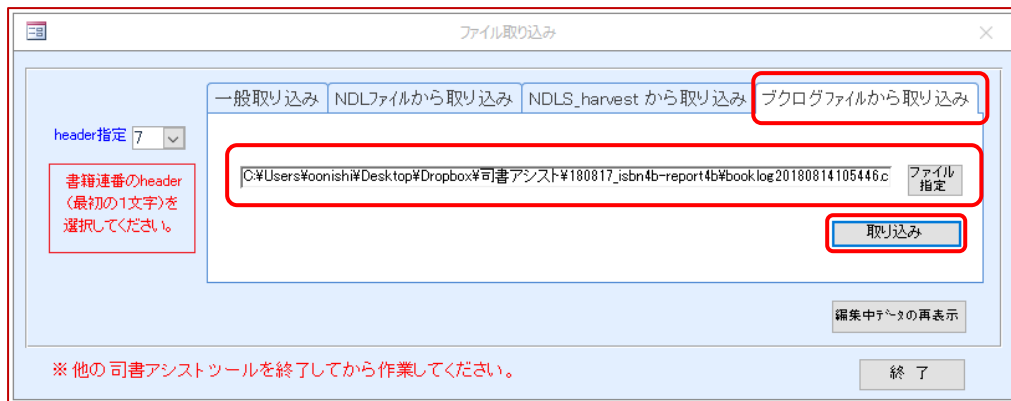 ファイル取り込み
一般取り込み NDLファイルから取り込み NDLS_harvest から取り込み ブクログファイルから取り込み
header指定 7
書籍連番のheader
(最初の1文字)を
選択してください。
C:¥Users¥oonishi¥Desktop¥Dropbox¥司書アシスト¥180817_isbn4b-report4b¥booklog20180814105446.c
ファイル
指定
取り込み
編集中データの再表示
※ 他の司書アシストツールを終了してから作業してください。
終 了